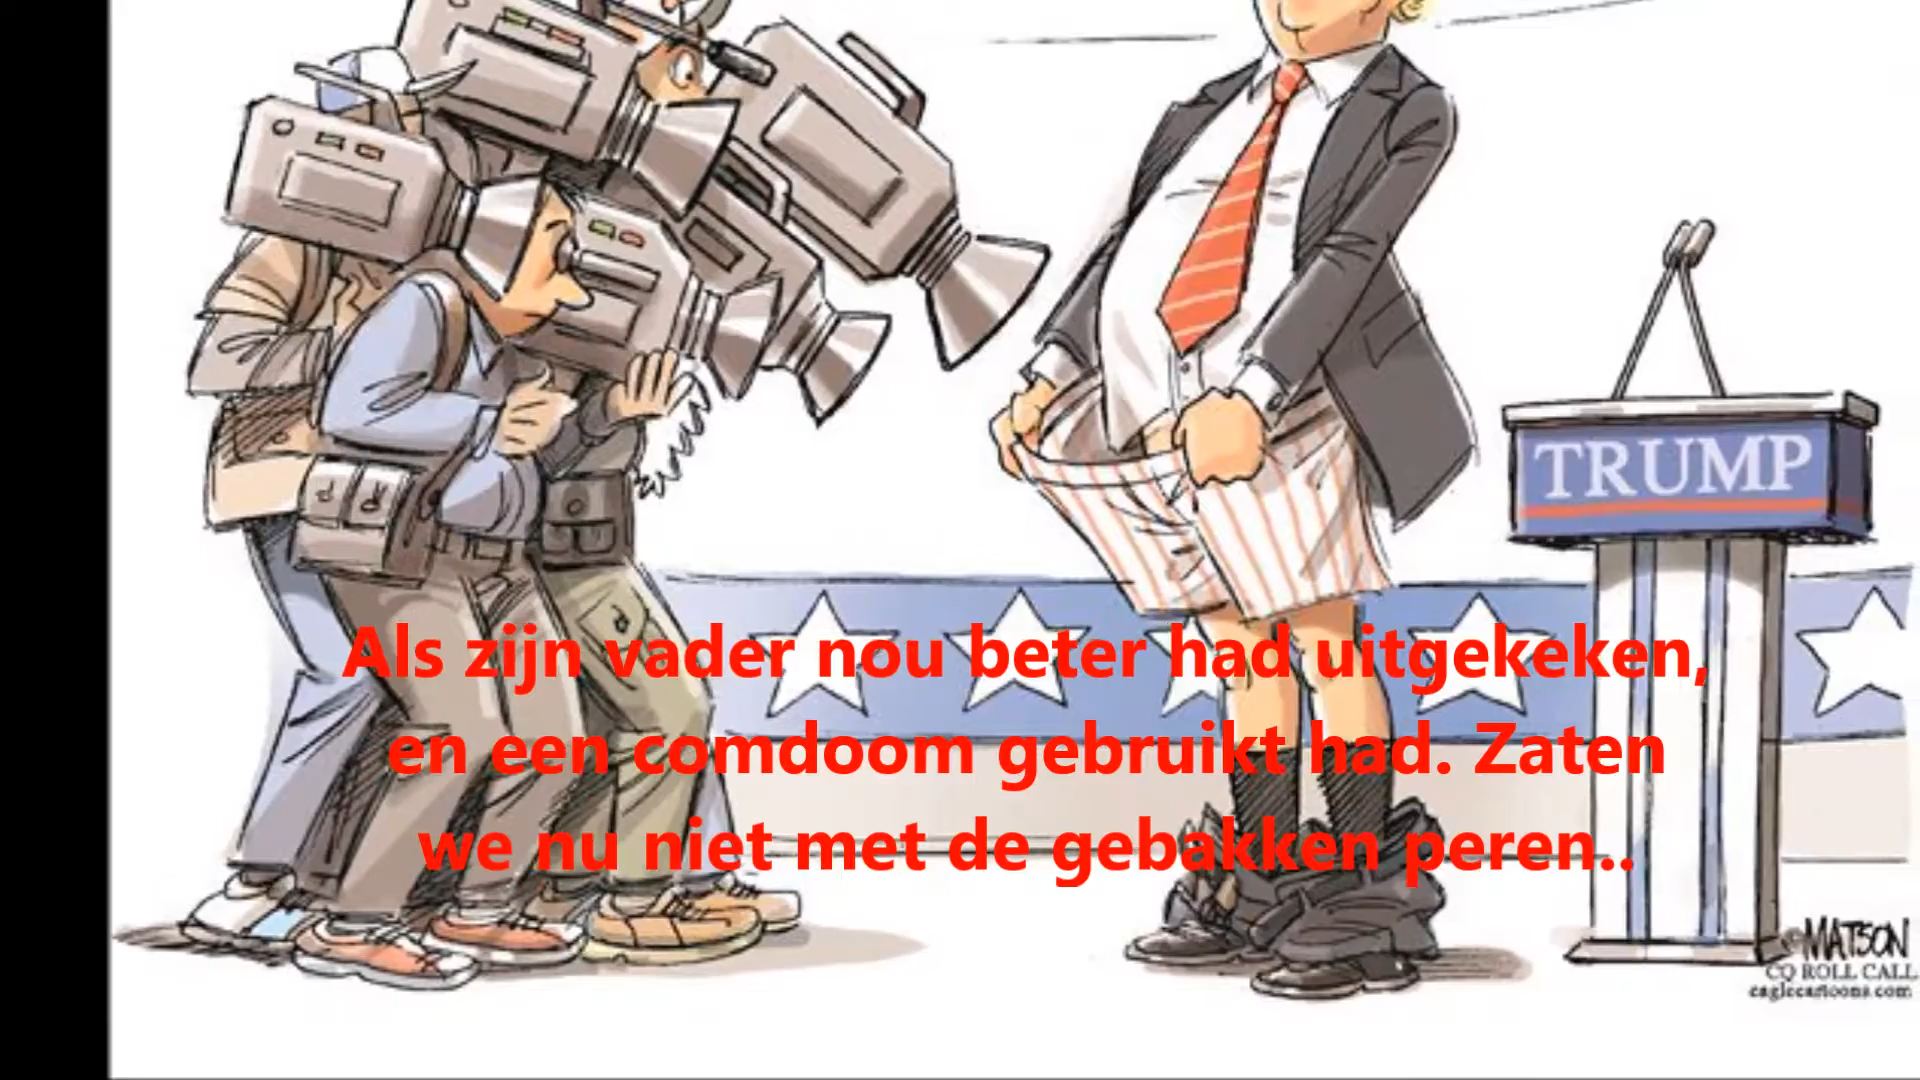 TRUMP
Als zijn vader nou beter had uitgekeken,
en een comdoom gebruikt had. Zaten
we nu niet met de gebakken peren..
©MATSON
CQ ROLL CALL
caglecartoons.com